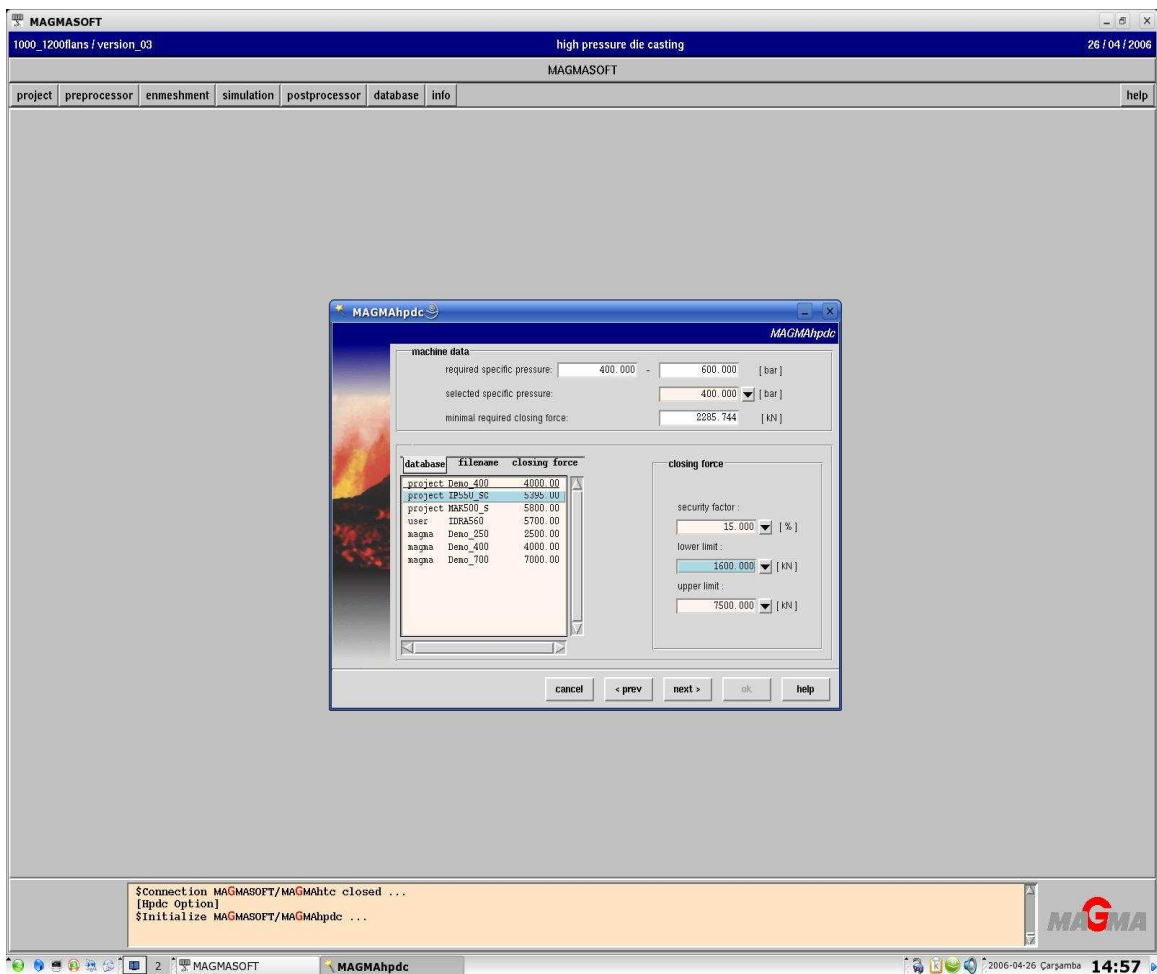 MAGMASOFT
1000_1200flans / version_03 high pressure die casting 26 / 04 / 2006
MAGMASOFT
project preprocessor enmeshment simulation postprocessor database info help
MAGMAhpdc
MAGMAhpdc
machine data
required specific pressure: 400.000 - 600.000 [ bar ]
selected specific pressure: 400.000 [ bar ]
minimal required closing force: 2285.744 [ kN ]
database filename closing force
project Demo_400 4000.00
project IP550_SC 5395.00
project MAK500_S 5800.00
user IDRA560 5700.00
magma Demo_250 2500.00
magma Demo_400 4000.00
magma Demo_700 7000.00
closing force
security factor :
15.000 [ % ]
lower limit :
1600.000 [ kN ]
upper limit :
7500.000 [ kN ]
cancel < prev next > ok help
$Connection MAGMASOFT/MAGMAhtc closed ...
[Hpdc Option]
$Initialize MAGMASOFT/MAGMAhpdc ...
MAGMA
2 MAGMASOFT MAGMAhpdc 2006-04-26 Çarşamba 14:57